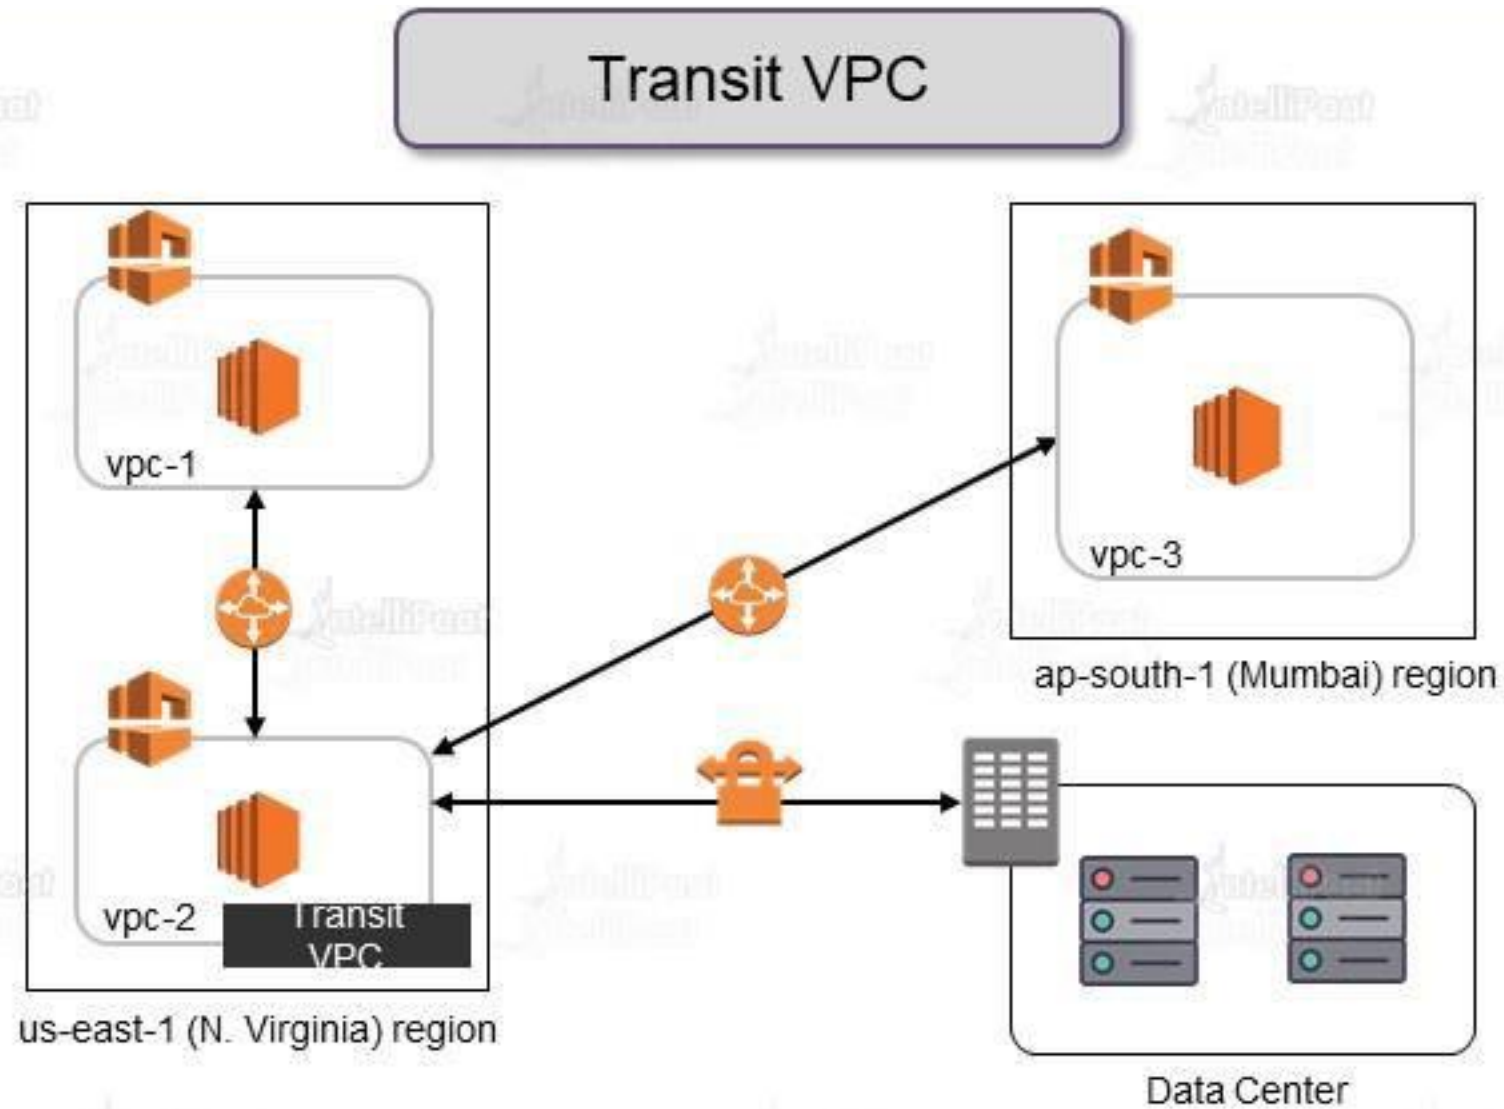 Transit VPC
vpc-1
vpc-3
ap-south-1 (Mumbai) region
vpc-2
Transit
VPC
us-east-1 (N. Virginia) region
Data Center
IntelliPaat